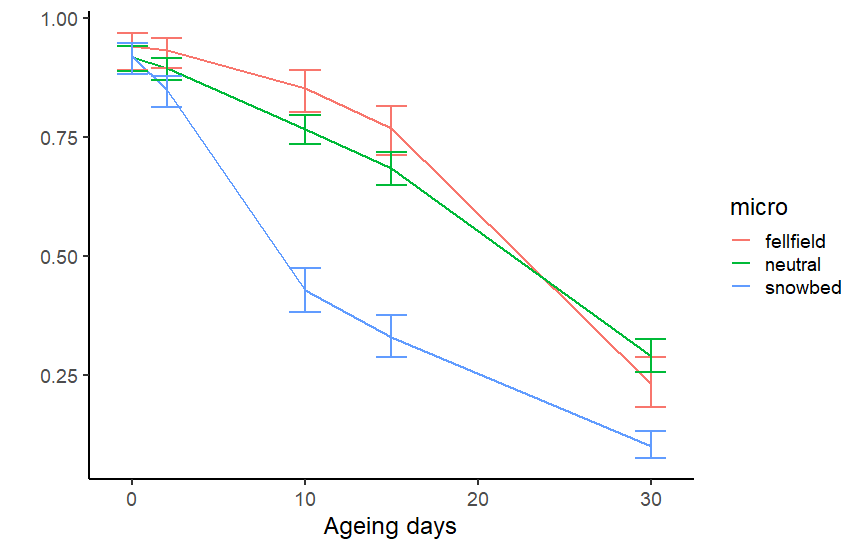 1.00
0.75
0.50
0.25
0 10 20 30
Ageing days
micro
fellfield
neutral
snowbed